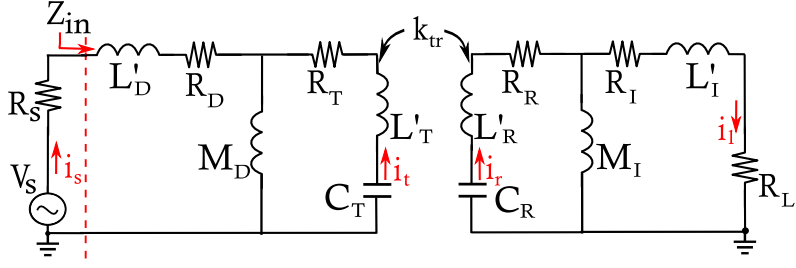 Z_in
L'_D
R_D
R_T
k_tr
R_R
R_I
L'_I
R_s
M_D
L'_T
L'_R
M_I
i_l
V_s
i_s
C_T
i_t
i_r
C_R
R_L